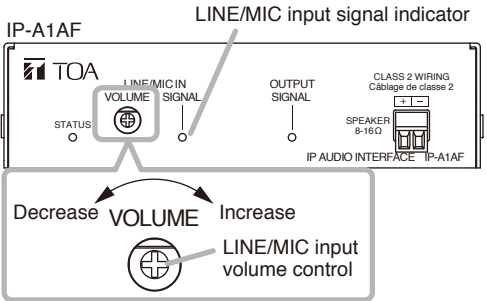 LINE/MIC input signal indicator
IP-A1AF
TOA
LINE/MIC IN
VOLUME SIGNAL
STATUS
OUTPUT
SIGNAL
CLASS 2 WIRING
Câblage de classe 2
+ −
SPEAKER
8-16Ω
IP AUDIO INTERFACE IP-A1AF
Decrease VOLUME Increase
LINE/MIC input
volume control